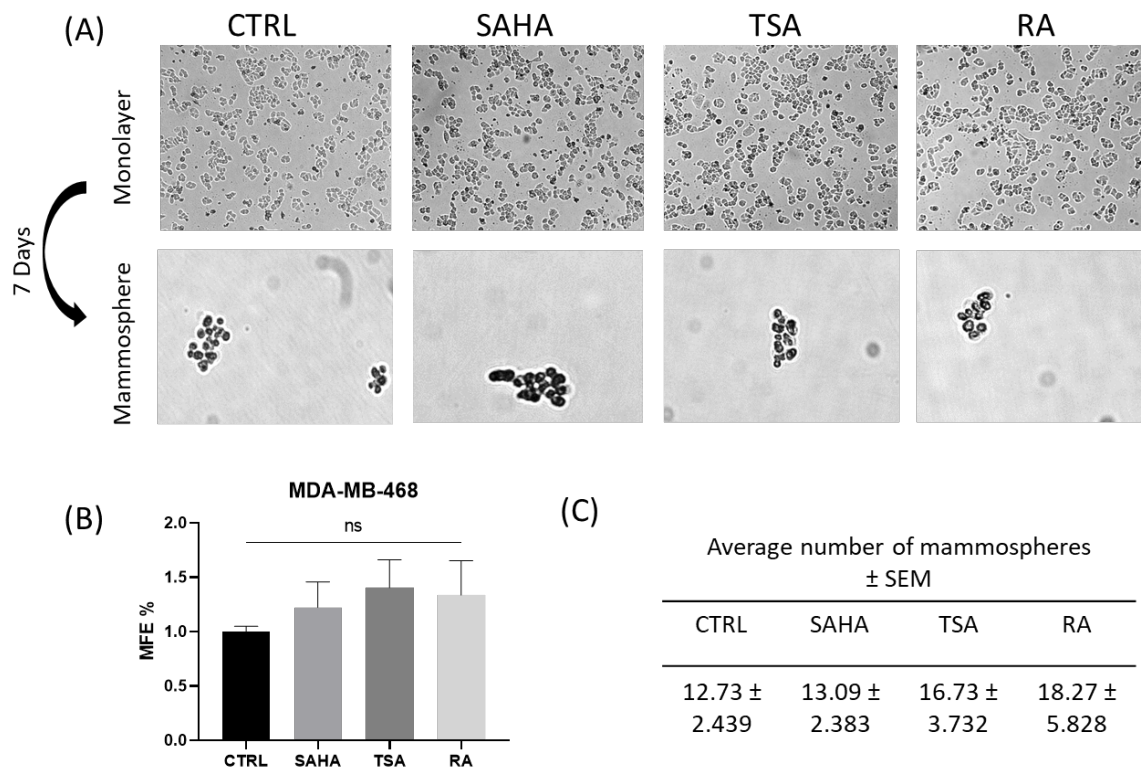 (A)
CTRL
SAHA
TSA
RA
Monolayer
7 Days
Mammosphere
(B)
MDA-MB-468
ns
MFE %
2.0
1.5
1.0
0.5
0.0
CTRL
SAHA
TSA
RA
(C)
Average number of mammospheres
± SEM
CTRL SAHA TSA RA
12.73 ± 13.09 ± 16.73 ± 18.27 ±
2.439 2.383 3.732 5.828